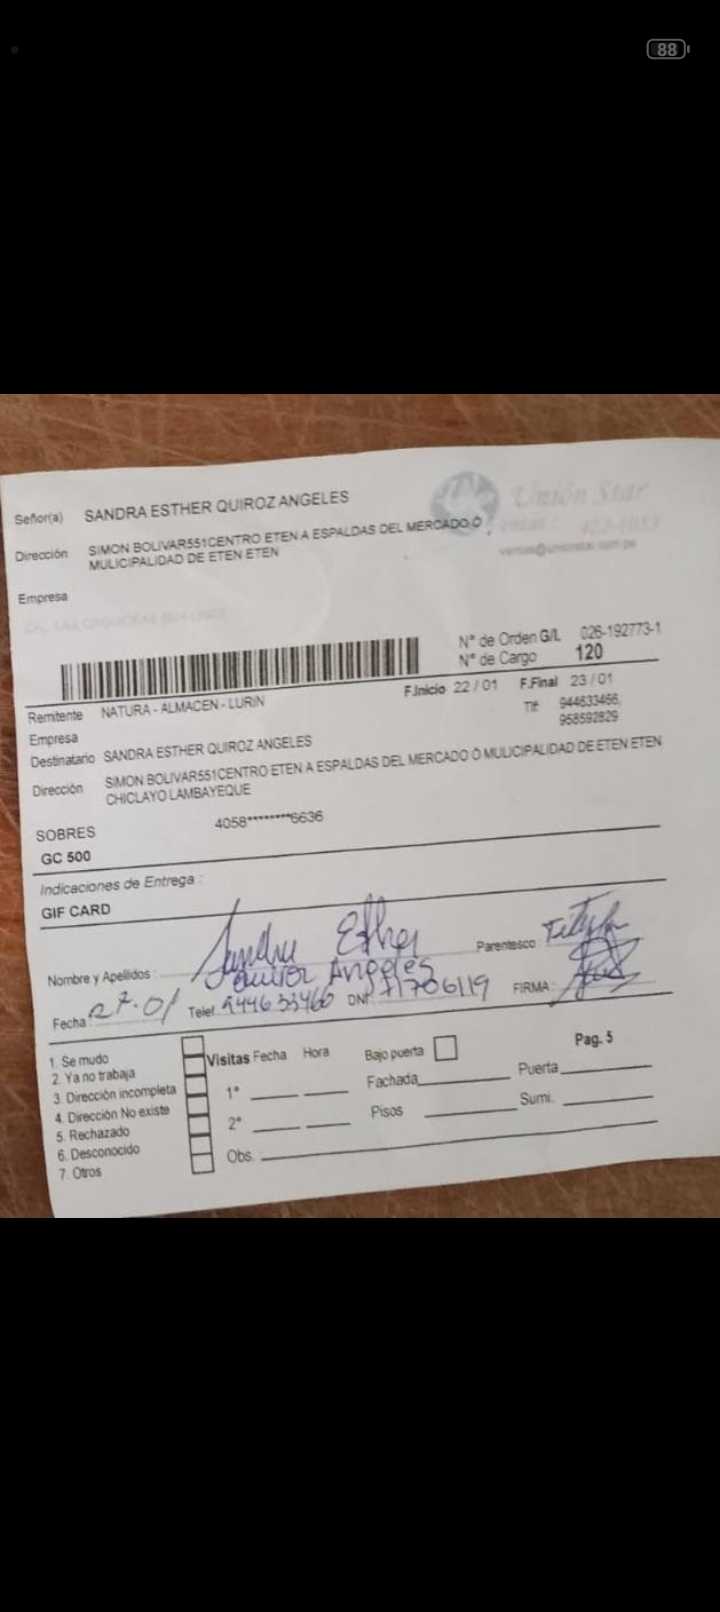 88
Señor(a) SANDRA ESTHER QUIROZ ANGELES
Unión Star
Dirección SIMON BOLIVAR551CENTRO ETEN A ESPALDAS DEL MERCADO O
MULICIPALIDAD DE ETEN ETEN
Empresa
N° de Orden G/L 026-192773-1
N° de Cargo 120
Remitente NATURA - ALMACEN - LURIN
F.Inicio 22 / 01 F.Final 23 / 01
Empresa
Tlf: 944633466,
958592829
Destinatario SANDRA ESTHER QUIROZ ANGELES
Dirección SIMON BOLIVAR551CENTRO ETEN A ESPALDAS DEL MERCADO O MULICIPALIDAD DE ETEN ETEN
CHICLAYO LAMBAYEQUE
SOBRES 4058********6636
GC 500
Indicaciones de Entrega :
GIF CARD
Nombre y Apellidos : Sandra Esther
Quiroz Angeles
Parentesco : Titular
Fecha : 27.01 Telef. 944633460 DNI 71706119 FIRMA :
1. Se mudo
2. Ya no trabaja
3. Dirección incompleta
4. Dirección No existe
5. Rechazado
6. Desconocido
7. Otros
Visitas Fecha Hora Bajo puerta Pag. 5
1° Fachada Puerta
2° Pisos Sumi.
Obs.